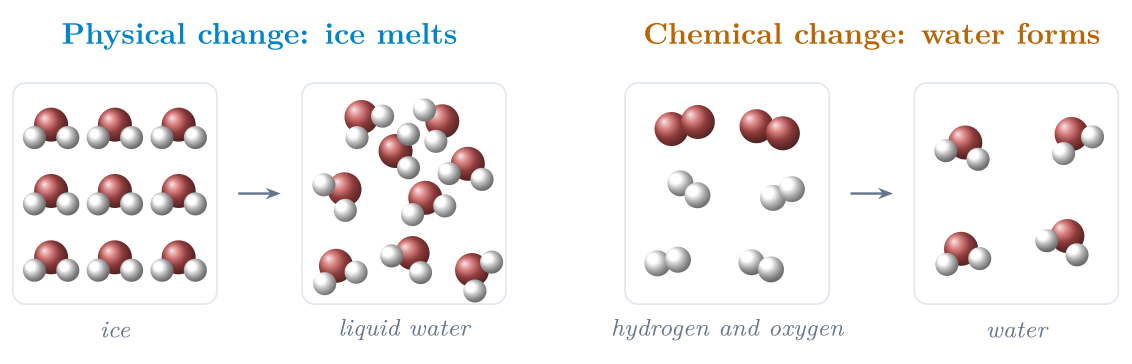 Physical change: ice melts
Chemical change: water forms
ice
liquid water
hydrogen and oxygen
water